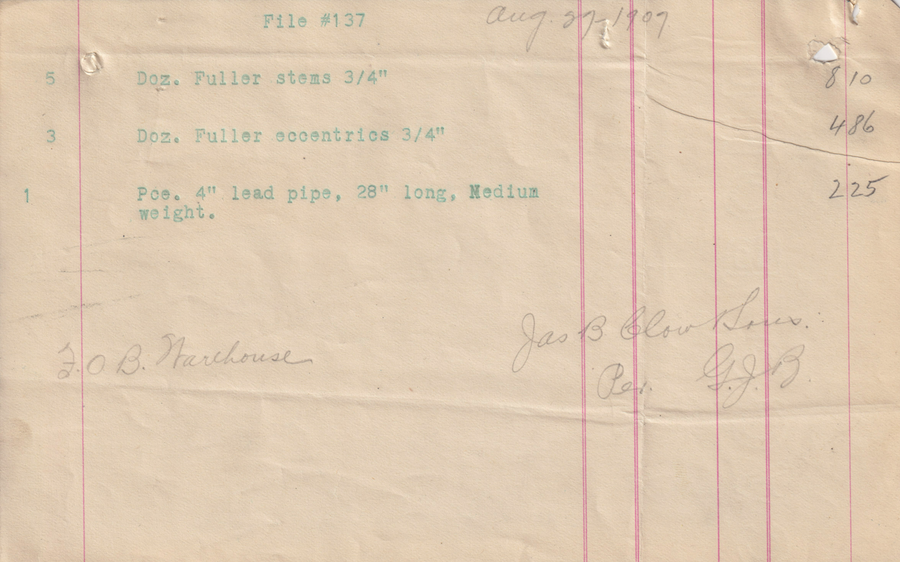 File #137 Aug. 27-1907
5 Doz. Fuller stems 3/4" 8 10
3 Doz. Fuller eccentrics 3/4" 4 86
1 Pce. 4" lead pipe, 28" long, Medium 2 25
weight.
Jas B Clow & Sons.
F.O B. Warehouse
Per. G.J.B.